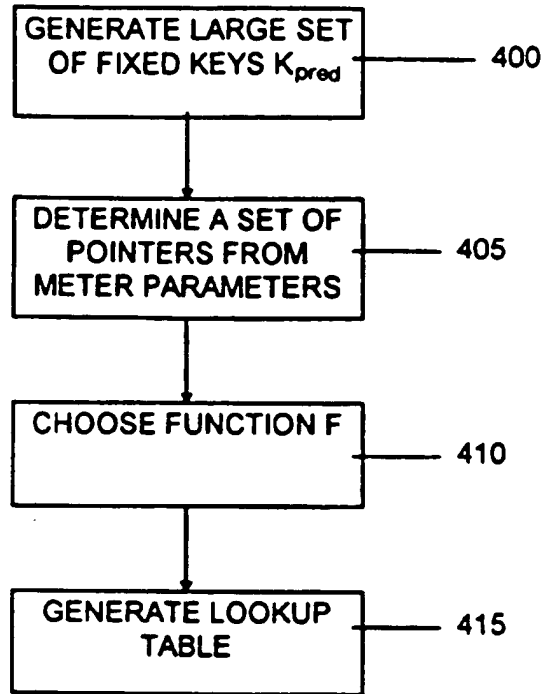 GENERATE LARGE SET
OF FIXED KEYS Kpred
400
DETERMINE A SET OF
POINTERS FROM
METER PARAMETERS
405
CHOOSE FUNCTION F
410
GENERATE LOOKUP
TABLE
415